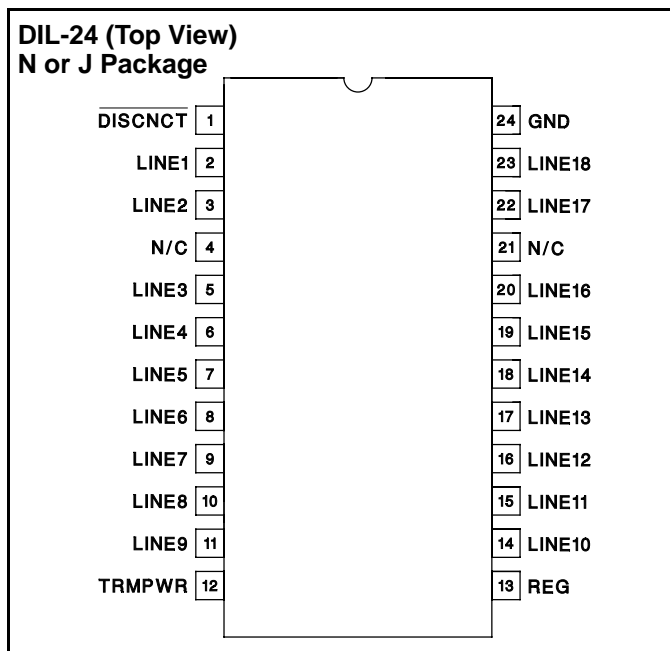 DIL-24 (Top View)
N or J Package
DISCNCT 1 24 GND
LINE1 2 23 LINE18
LINE2 3 22 LINE17
N/C 4 21 N/C
LINE3 5 20 LINE16
LINE4 6 19 LINE15
LINE5 7 18 LINE14
LINE6 8 17 LINE13
LINE7 9 16 LINE12
LINE8 10 15 LINE11
LINE9 11 14 LINE10
TRMPWR 12 13 REG